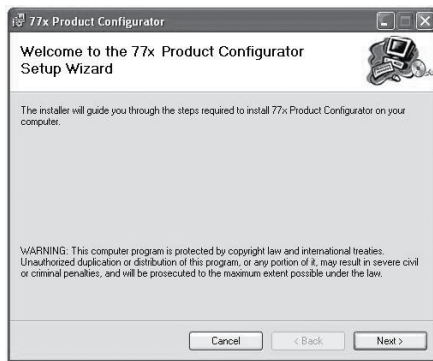 77x Product Configurator
Welcome to the 77x Product Configurator
Setup Wizard
The installer will guide you through the steps required to install 77x Product Configurator on your
computer.
WARNING: This computer program is protected by copyright law and international treaties.
Unauthorized duplication or distribution of this program, or any portion of it, may result in severe civil
or criminal penalties, and will be prosecuted to the maximum extent possible under the law.
Cancel
< Back
Next >